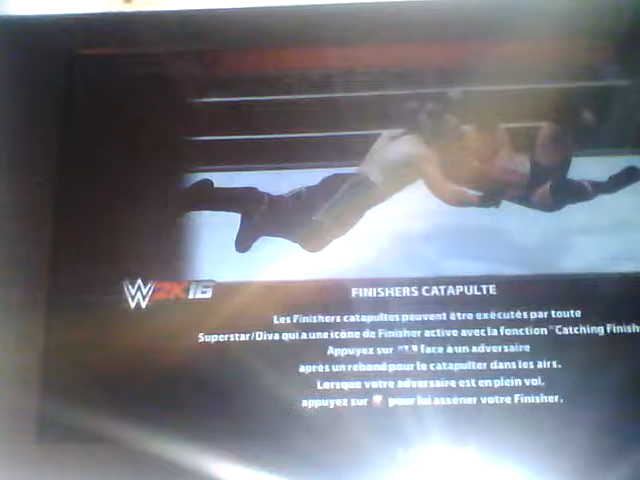 W 2K16
FINISHERS CATAPULTE
Les Finishers catapultes peuvent être exécutés par toute
Superstar/Diva qui a une icône de Finisher active avec la fonction "Catching Finish
Appuyez sur face à un adversaire
après un rebond pour le catapulter dans les airs.
Lorsque votre adversaire est en plein vol,
appuyez sur pour lui asséner votre Finisher.